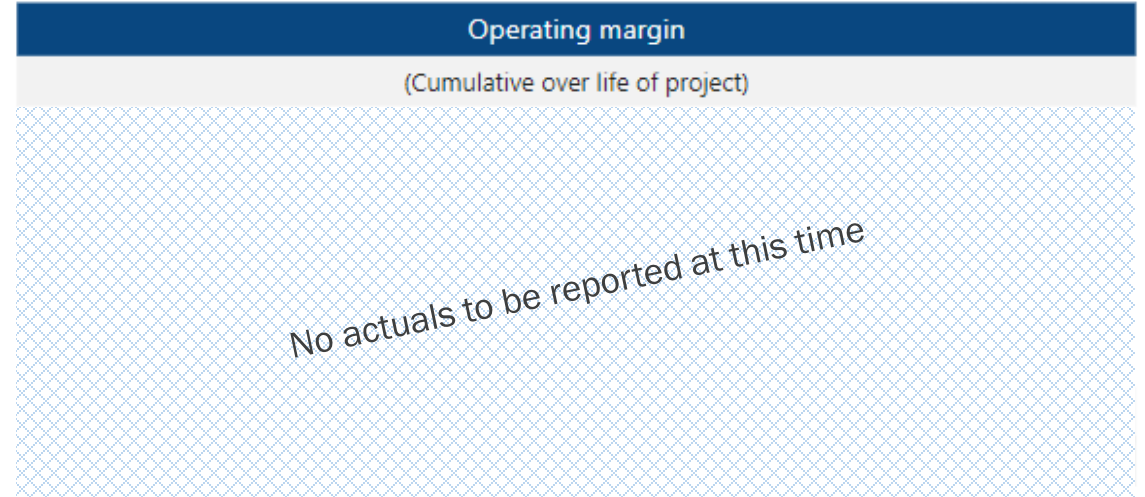 Operating margin
(Cumulative over life of project)
No actuals to be reported at this time